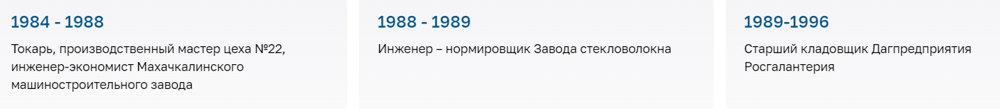 1984 - 1988
Токарь, производственный мастер цеха №22,
инженер-экономист Махачкалинского
машиностроительного завода
1988 - 1989
Инженер – нормировщик Завода стекловолокна
1989-1996
Старший кладовщик Дагпредприятия
Росгалантерия